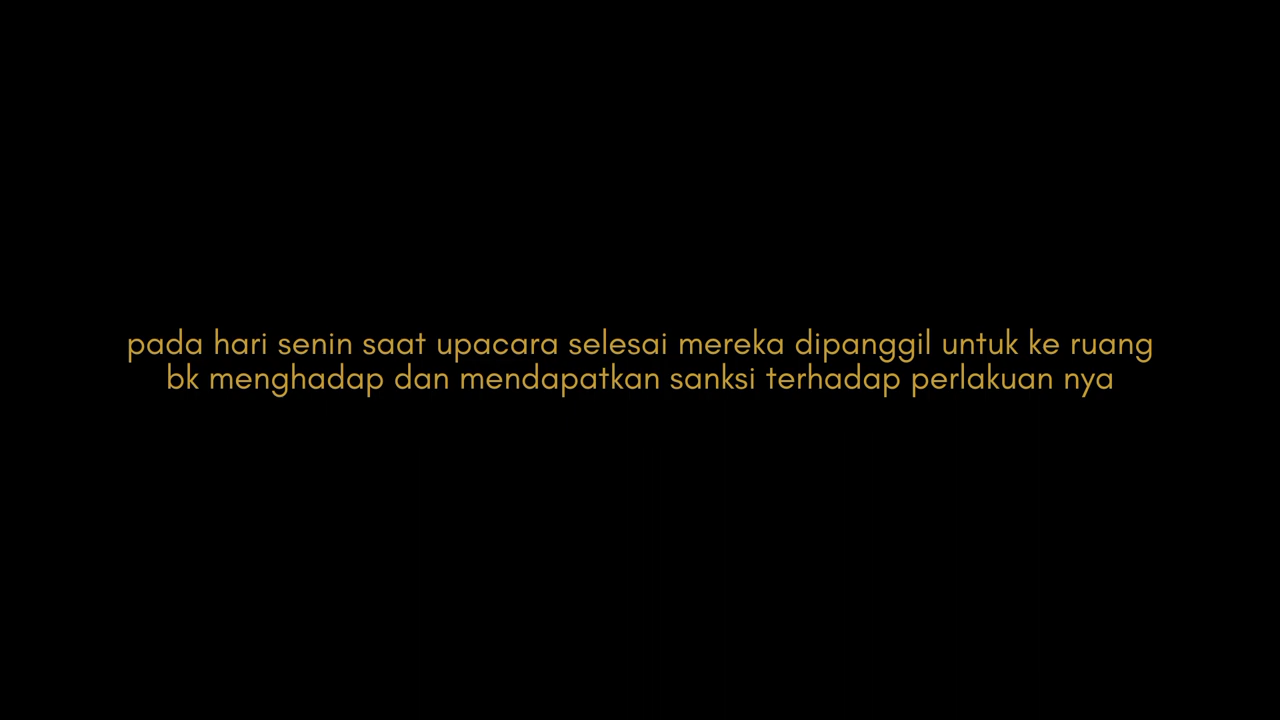 pada hari senin saat upacara selesai mereka dipanggil untuk ke ruang
bk menghadap dan mendapatkan sanksi terhadap perlakuan nya